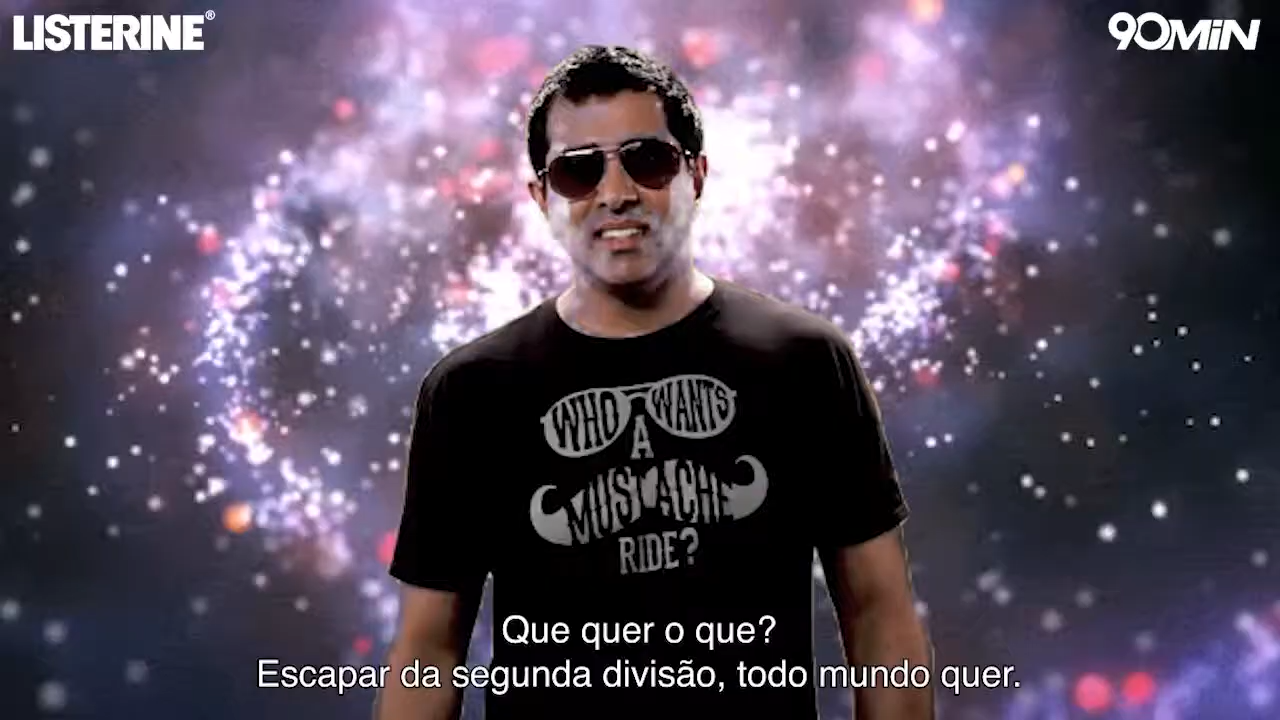 LISTERINE®
90MiN
WHO WANTS
A
MUSTACHE
RIDE?
Que quer o que?
Escapar da segunda divisão, todo mundo quer.